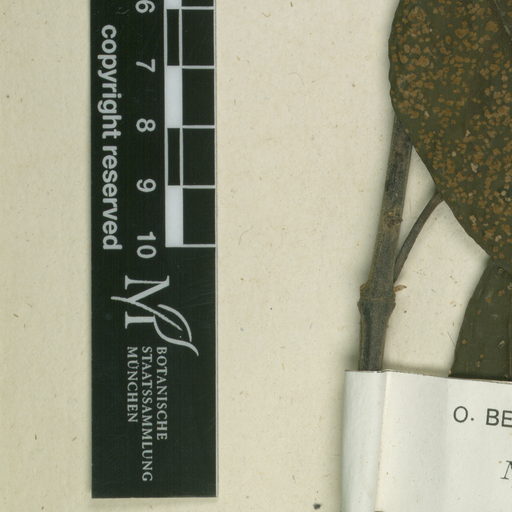 6
7
8
9
10
copyright reserved
M
BOTANISCHE
STAATSSAMMLUNG
MÜNCHEN
O. BE